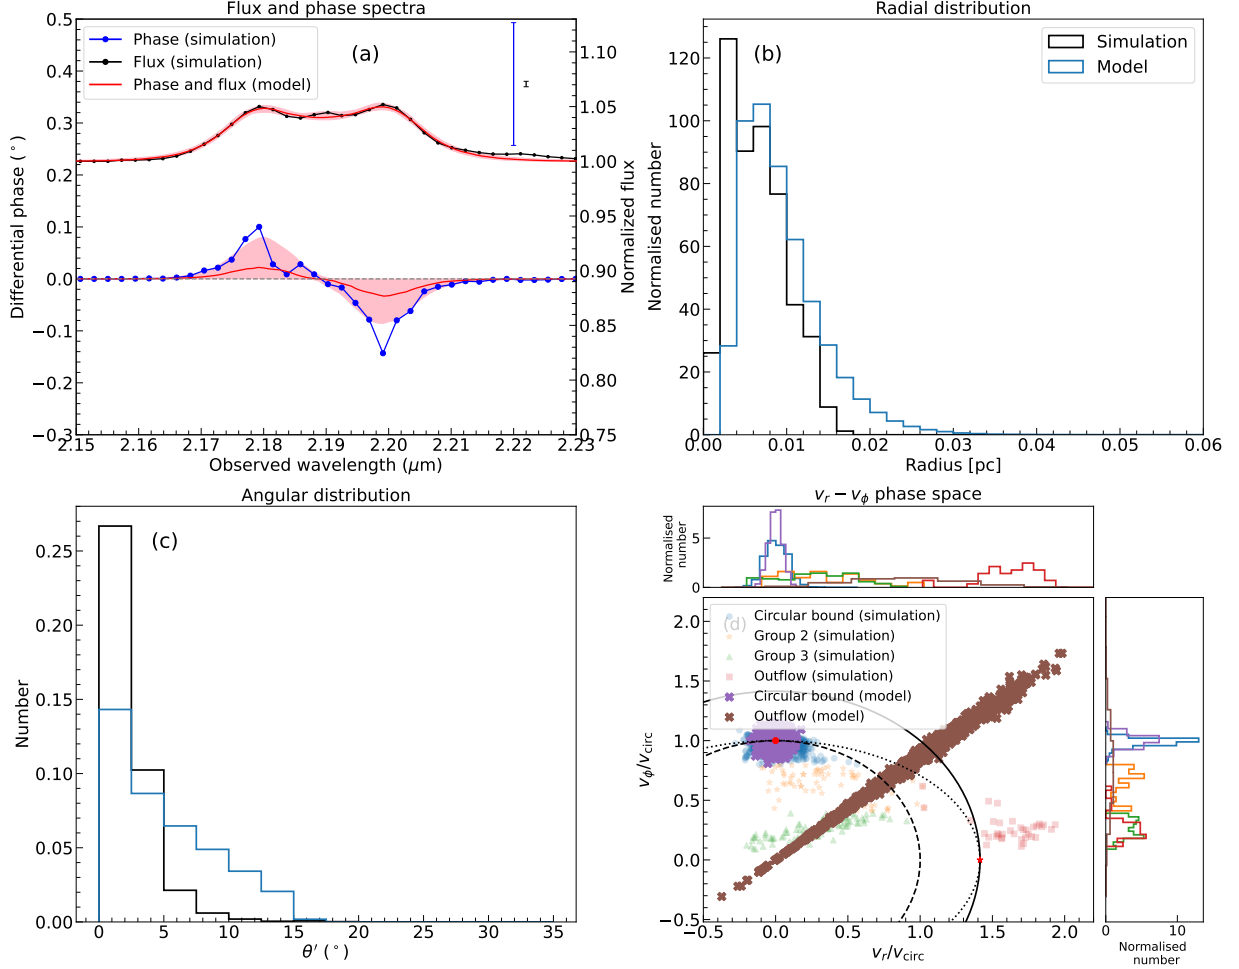 Flux and phase spectra
Phase (simulation)
Flux (simulation)
Phase and flux (model)
(a)
0.5
0.4
0.3
0.2
0.1
0.0
−0.1
−0.2
−0.3
Differential phase (°)
1.10
1.05
1.00
0.95
0.90
0.85
0.80
0.75
Normalized flux
2.15 2.16 2.17 2.18 2.19 2.20 2.21 2.22 2.23
Observed wavelength (μm)
Radial distribution
(b)
Simulation
Model
120
100
80
60
40
20
0
Normalised number
0.00 0.01 0.02 0.03 0.04 0.05 0.06
Radius [pc]
Angular distribution
(c)
0.25
0.20
0.15
0.10
0.05
0.00
Number
0 5 10 15 20 25 30 35
θ′ (°)
v_r − v_ϕ phase space
Normalised
number
5
0
(d)
Circular bound (simulation)
Group 2 (simulation)
Group 3 (simulation)
Outflow (simulation)
Circular bound (model)
Outflow (model)
2.0
1.5
1.0
0.5
0.0
−0.5
v_ϕ/v_circ
−0.5 0.0 0.5 1.0 1.5 2.0
v_r/v_circ
0 10
Normalised
number